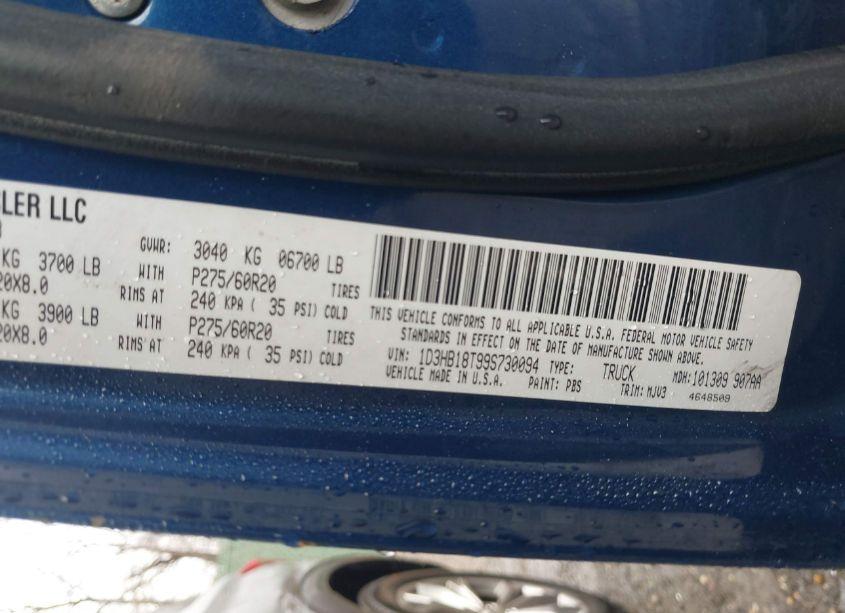 LER LLC
GVWR: 3040 KG 06700 LB
KG 3700 LB WITH P275/60R20 TIRES
20X8.0 RIMS AT 240 KPA ( 35 PSI) COLD
KG 3900 LB WITH P275/60R20 TIRES
20X8.0 RIMS AT 240 KPA ( 35 PSI) COLD
THIS VEHICLE CONFORMS TO ALL APPLICABLE U.S.A. FEDERAL MOTOR VEHICLE SAFETY
STANDARDS IN EFFECT ON THE DATE OF MANUFACTURE SHOWN ABOVE.
VIN: 1D3HB18T99S730094 TYPE: TRUCK MDH: 101309 907AA
VEHICLE MADE IN U.S.A. PAINT: PBS TRIM: MJV3 4648509